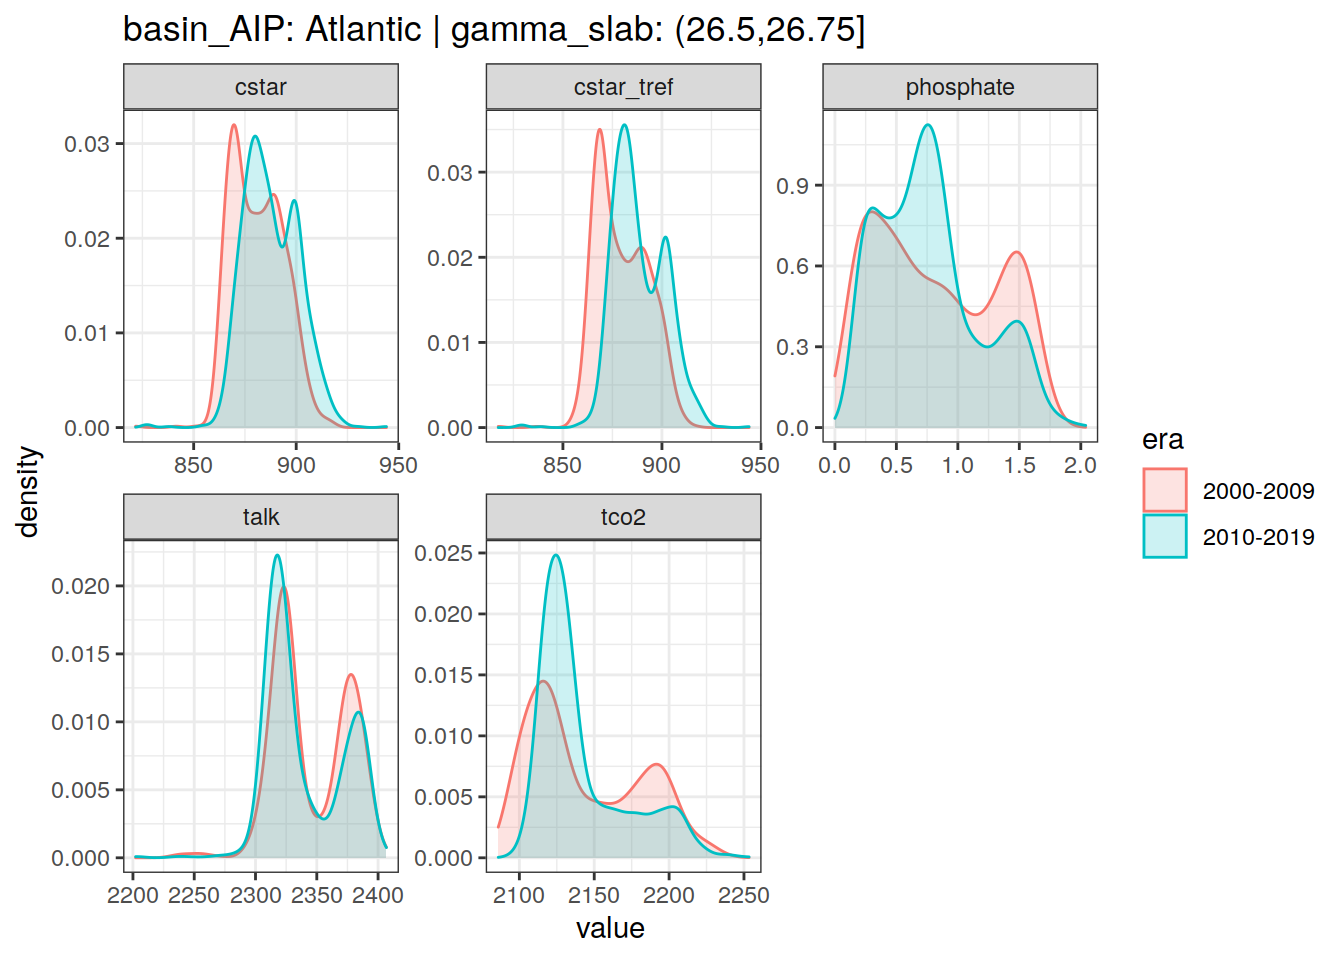 basin_AIP: Atlantic | gamma_slab: (26.5,26.75]
cstar
cstar_tref
phosphate
0.03
0.02
0.01
0.00
850 900 950
0.03
0.02
0.01
0.00
850 900 950
0.9
0.6
0.3
0.0
0.0 0.5 1.0 1.5 2.0
density
talk
tco2
0.020
0.015
0.010
0.005
0.000
2200 2250 2300 2350 2400
0.025
0.020
0.015
0.010
0.005
0.000
2100 2150 2200 2250
value
era
2000-2009
2010-2019